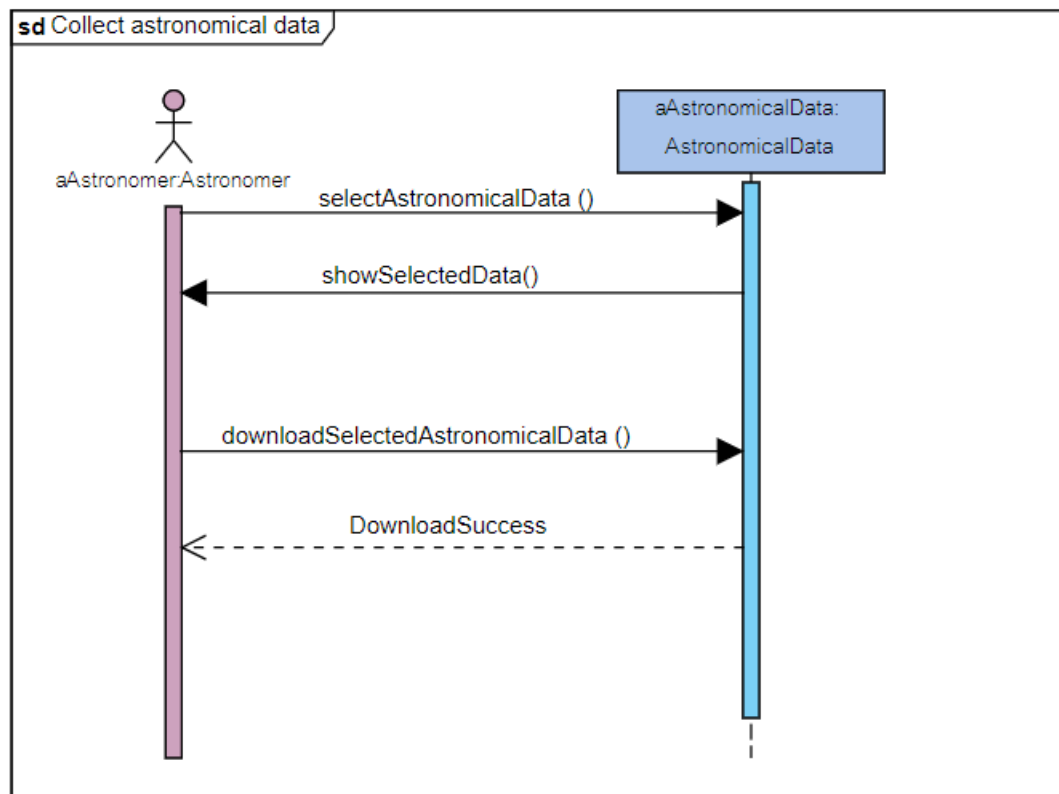 sd Collect astronomical data
aAstronomicalData:
AstronomicalData
aAstronomer:Astronomer
selectAstronomicalData ()
showSelectedData()
downloadSelectedAstronomicalData ()
DownloadSuccess